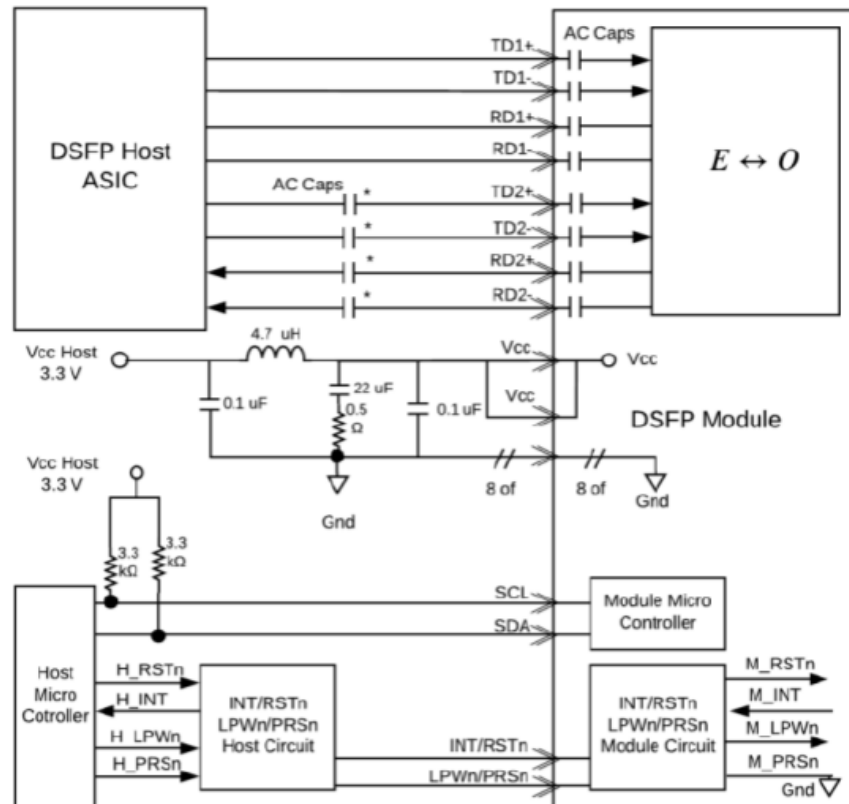 AC Caps
TD1+
TD1-
RD1+
RD1-
DSFP Host
ASIC
E ↔ O
AC Caps
*
TD2+
*
TD2-
*
RD2+
*
RD2-
4.7 uH
Vcc Host
3.3 V
Vcc
Vcc
22 uF
0.1 uF
0.5
Ω
0.1 uF
Vcc
DSFP Module
Vcc Host
3.3 V
8 of
8 of
Gnd
Gnd
3.3
kΩ
3.3
kΩ
SCL
Module Micro
Controller
SDA
Host
Micro
Cotroller
H_RSTn
H_INT
H_LPWn
H_PRSn
INT/RSTn
LPWn/PRSn
Host Circuit
INT/RSTn
LPWn/PRSn
INT/RSTn
LPWn/PRSn
Module Circuit
M_RSTn
M_INT
M_LPWn
M_PRSn
Gnd